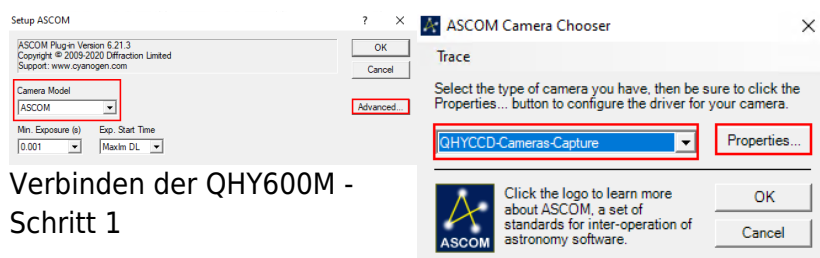 Setup ASCOM
? ×
ASCOM Plug-in Version 6.21.3
Copyright © 2009-2020 Diffraction Limited
Support: www.cyanogen.com
OK
Cancel
Camera Model
ASCOM
Advanced...
Min. Exposure (s) Exp. Start Time
0.001 MaxIm DL
Verbinden der QHY600M -
Schritt 1
ASCOM Camera Chooser
×
Trace
Select the type of camera you have, then be sure to click the
Properties... button to configure the driver for your camera.
QHYCCD-Cameras-Capture
Properties...
ASCOM
Click the logo to learn more
about ASCOM, a set of
standards for inter-operation of
astronomy software.
OK
Cancel